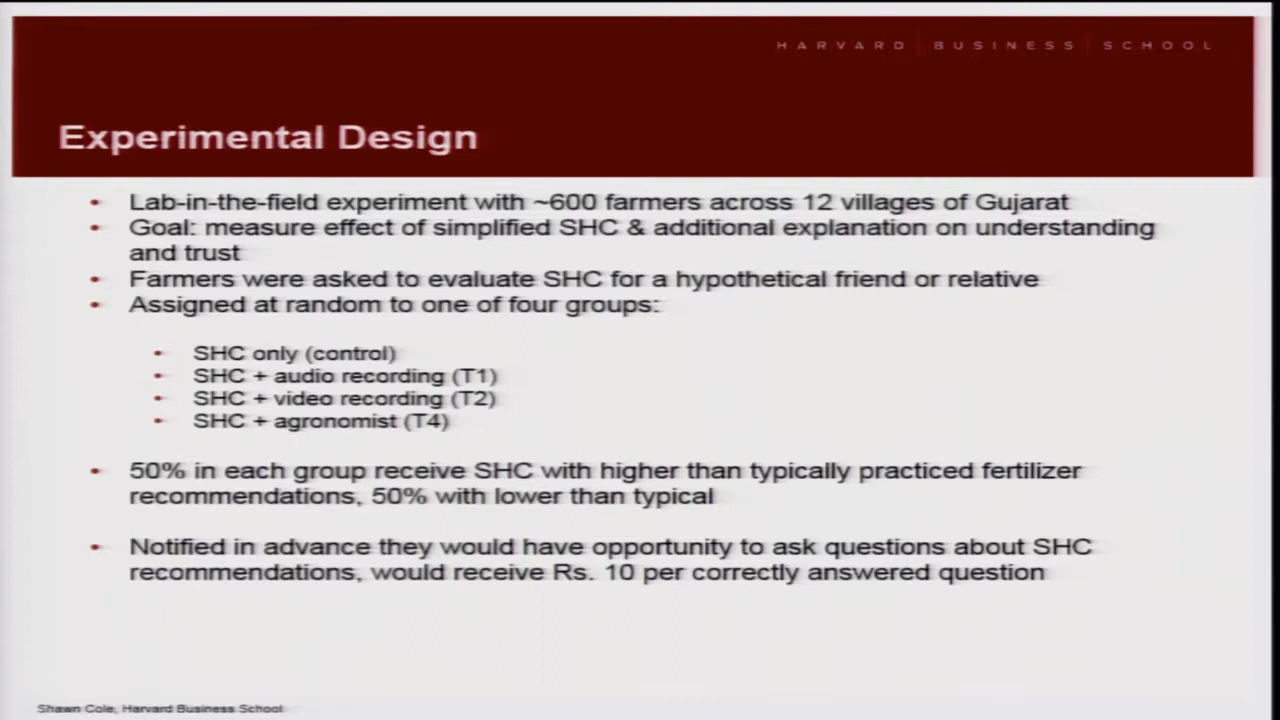 HARVARD | BUSINESS | SCHOOL
Experimental Design
• Lab-in-the-field experiment with ~600 farmers across 12 villages of Gujarat
• Goal: measure effect of simplified SHC & additional explanation on understanding
and trust
• Farmers were asked to evaluate SHC for a hypothetical friend or relative
• Assigned at random to one of four groups:
• SHC only (control)
• SHC + audio recording (T1)
• SHC + video recording (T2)
• SHC + agronomist (T4)
• 50% in each group receive SHC with higher than typically practiced fertilizer
recommendations, 50% with lower than typical
• Notified in advance they would have opportunity to ask questions about SHC
recommendations, would receive Rs. 10 per correctly answered question
Shawn Cole, Harvard Business School